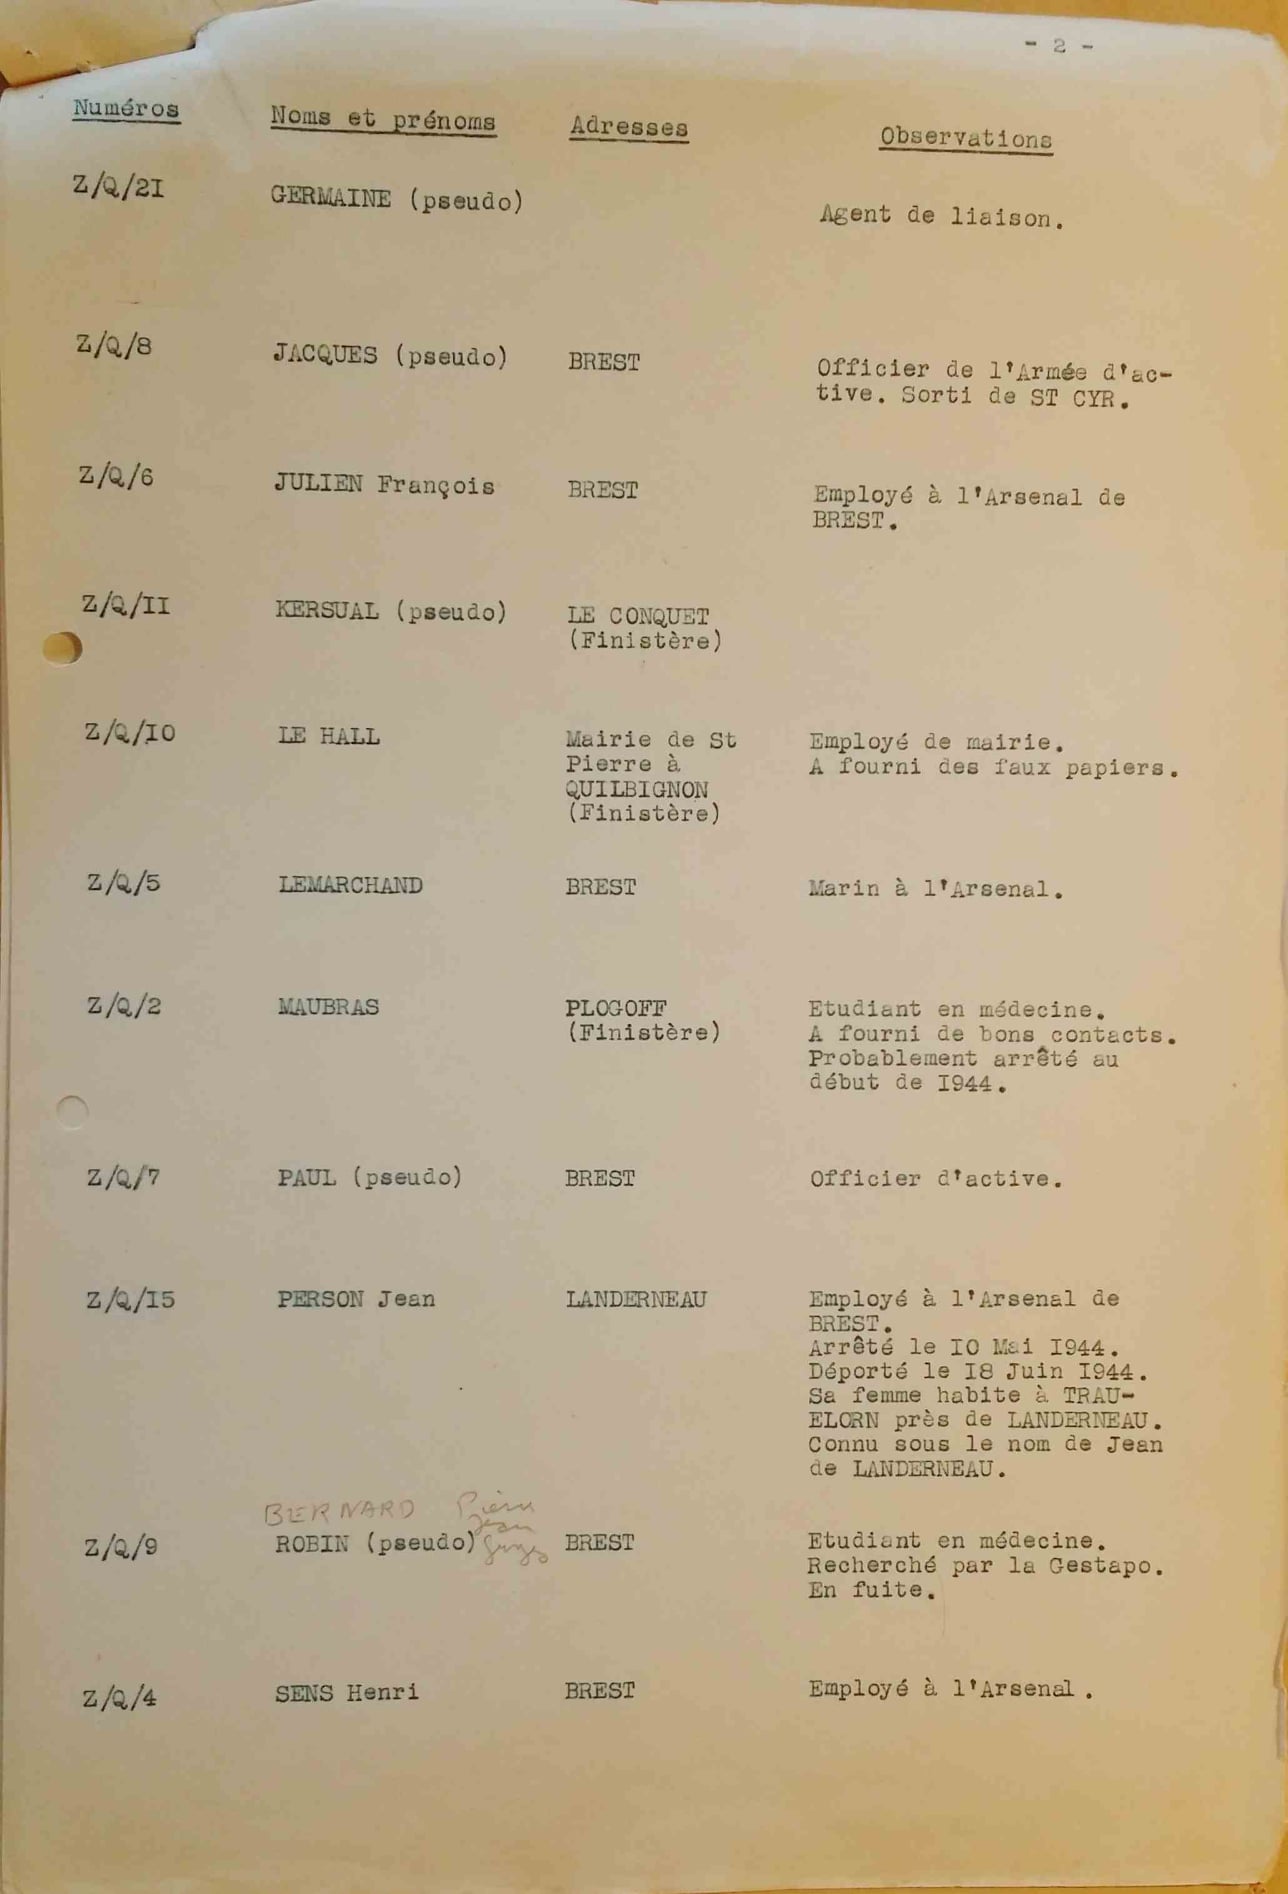 - 2 -
Numéros Noms et prénoms Adresses Observations
Z/Q/2I GERMAINE (pseudo) Agent de liaison.
Z/Q/8 JACQUES (pseudo) BREST Officier de l'Armée d'ac-
tive. Sorti de ST CYR.
Z/Q/6 JULIEN François BREST Employé à l'Arsenal de
BREST.
Z/Q/II KERSUAL (pseudo) LE CONQUET
(Finistère)
Z/Q/IO LE HALL Mairie de St Employé de mairie.
Pierre à A fourni des faux papiers.
QUILBIGNON
(Finistère)
Z/Q/5 LEMARCHAND BREST Marin à l'Arsenal.
Z/Q/2 MAUBRAS PLOGOFF Etudiant en médecine.
(Finistère) A fourni de bons contacts.
Probablement arrêté au
début de I944.
Z/Q/7 PAUL (pseudo) BREST Officier d'active.
Z/Q/I5 PERSON Jean LANDERNEAU Employé à l'Arsenal de
BREST.
Arrêté le IO Mai I944.
Déporté le I8 Juin I944.
Sa femme habite à TRAU-
ELORN près de LANDERNEAU.
Connu sous le nom de Jean
de LANDERNEAU.
BERNARD Pierre
Jean
Z/Q/9 ROBIN (pseudo) BREST Etudiant en médecine.
Recherché par la Gestapo.
En fuite.
Z/Q/4 SENS Henri BREST Employé à l'Arsenal.